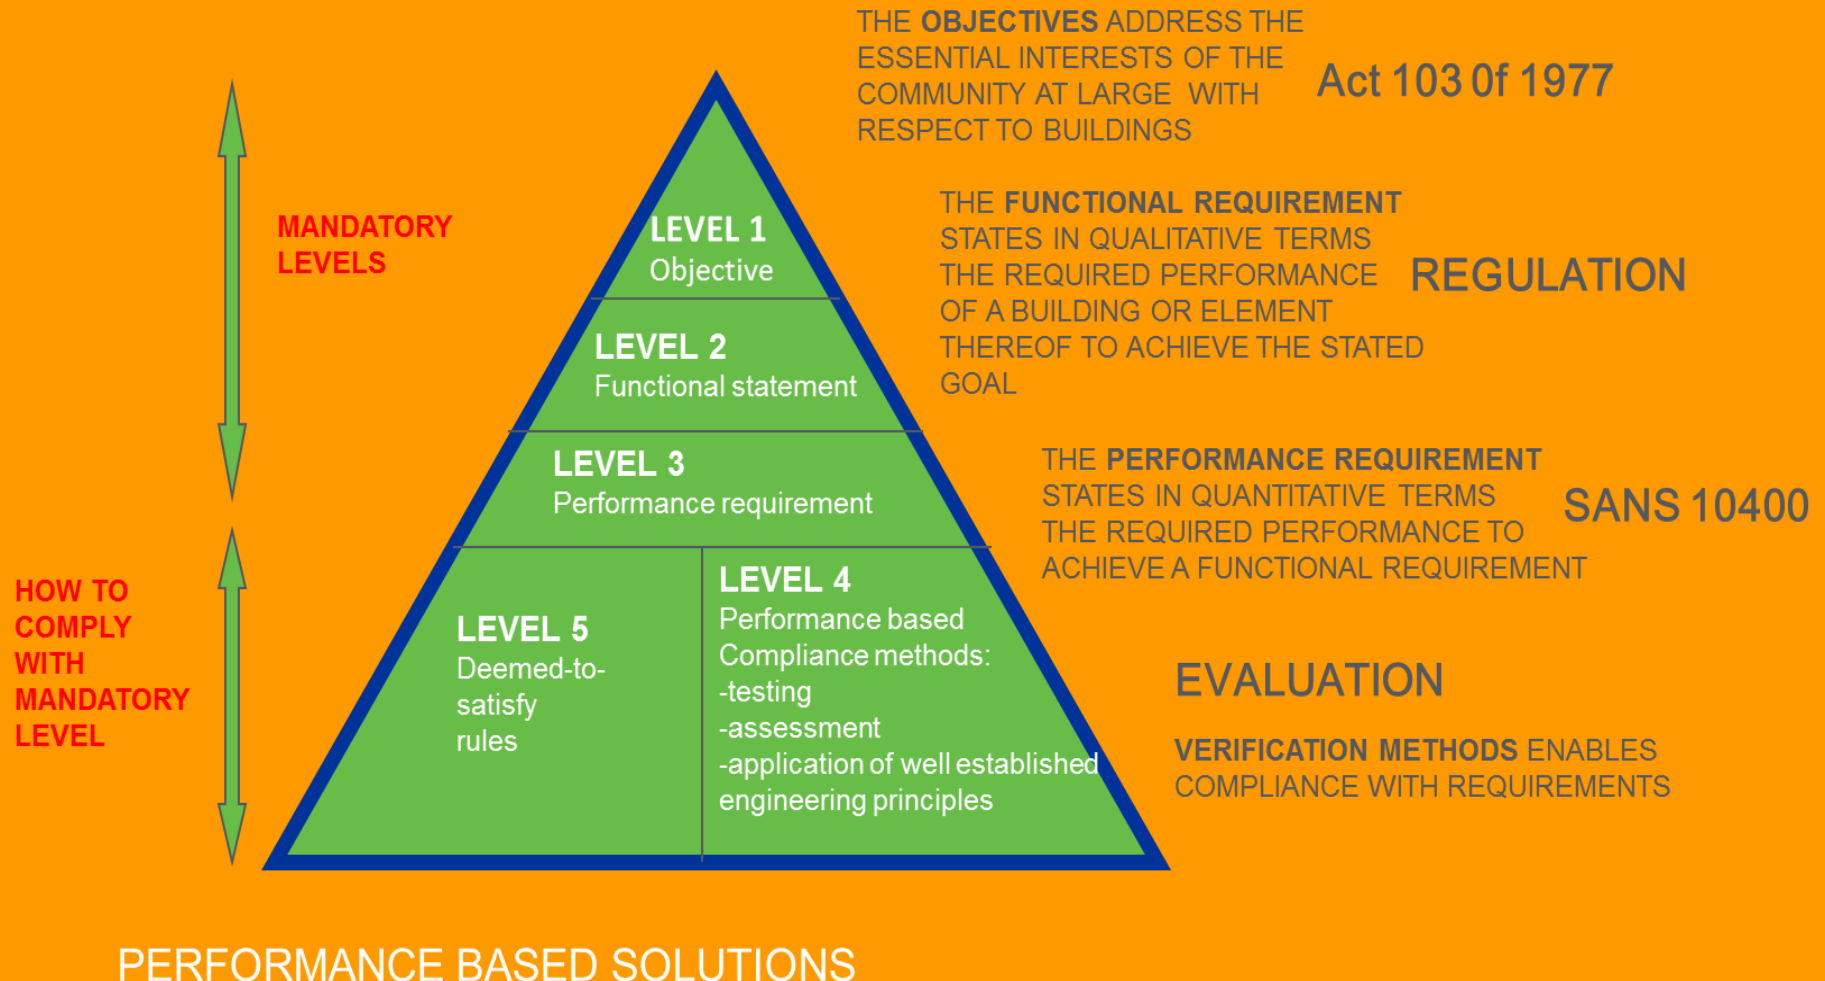 THE OBJECTIVES ADDRESS THE
ESSENTIAL INTERESTS OF THE
COMMUNITY AT LARGE WITH
RESPECT TO BUILDINGS
Act 103 0f 1977
MANDATORY
LEVELS
LEVEL 1
Objective
THE FUNCTIONAL REQUIREMENT
STATES IN QUALITATIVE TERMS
THE REQUIRED PERFORMANCE
OF A BUILDING OR ELEMENT
THEREOF TO ACHIEVE THE STATED
GOAL
REGULATION
LEVEL 2
Functional statement
LEVEL 3
Performance requirement
THE PERFORMANCE REQUIREMENT
STATES IN QUANTITATIVE TERMS
THE REQUIRED PERFORMANCE TO
ACHIEVE A FUNCTIONAL REQUIREMENT
SANS 10400
HOW TO
COMPLY
WITH
MANDATORY
LEVEL
LEVEL 5
Deemed-to-
satisfy
rules
LEVEL 4
Performance based
Compliance methods:
-testing
-assessment
-application of well established
engineering principles
EVALUATION
VERIFICATION METHODS ENABLES
COMPLIANCE WITH REQUIREMENTS
PERFORMANCE BASED SOLUTIONS